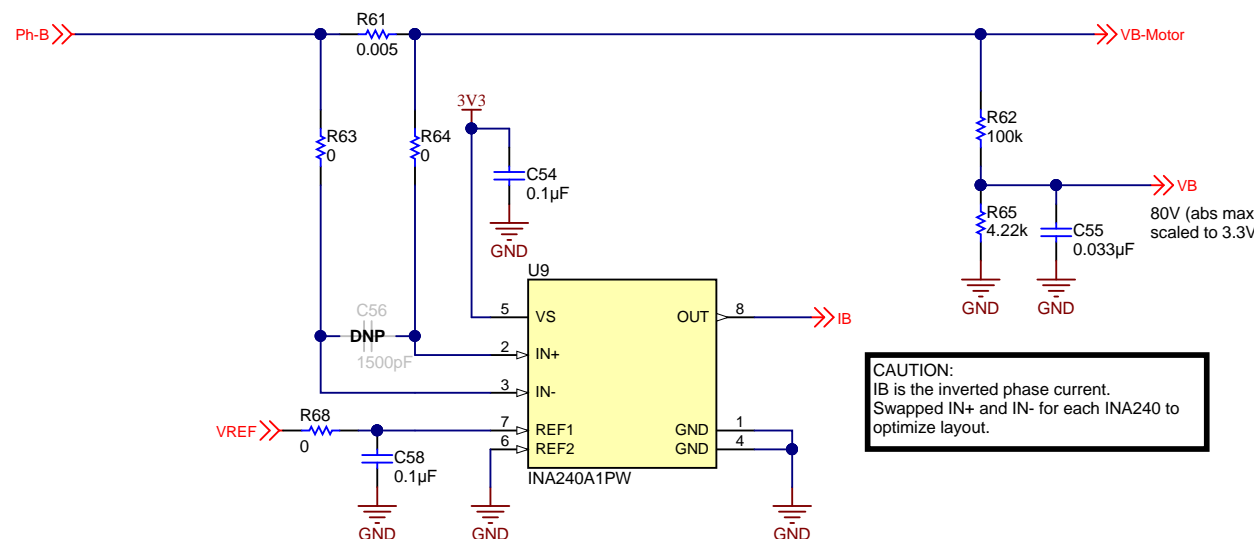 R61
Ph-B
0.005
VB-Motor
3V3
R63
0
R64
0
R62
100k
C54
0.1µF
GND
VB
80V (abs max
scaled to 3.3V
R65
4.22k
C55
0.033µF
GND
GND
U9
C56
DNP
1500pF
5
VS
OUT
8
IB
2
IN+
3
IN-
CAUTION:
IB is the inverted phase current.
Swapped IN+ and IN- for each INA240 to
optimize layout.
R68
VREF
0
7
REF1
6
REF2
GND
1
GND
4
C58
0.1µF
INA240A1PW
GND
GND
GND